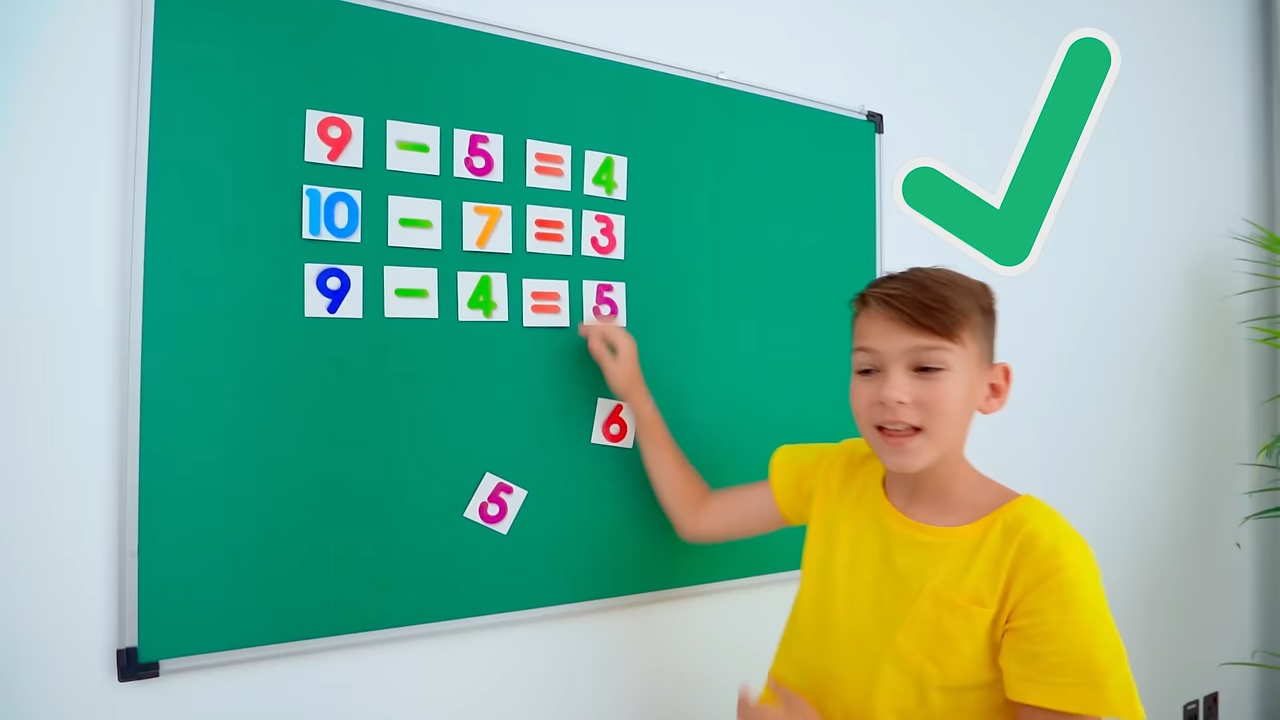 9 - 5 = 4
10 - 7 = 3
9 - 4 = 5
6
5